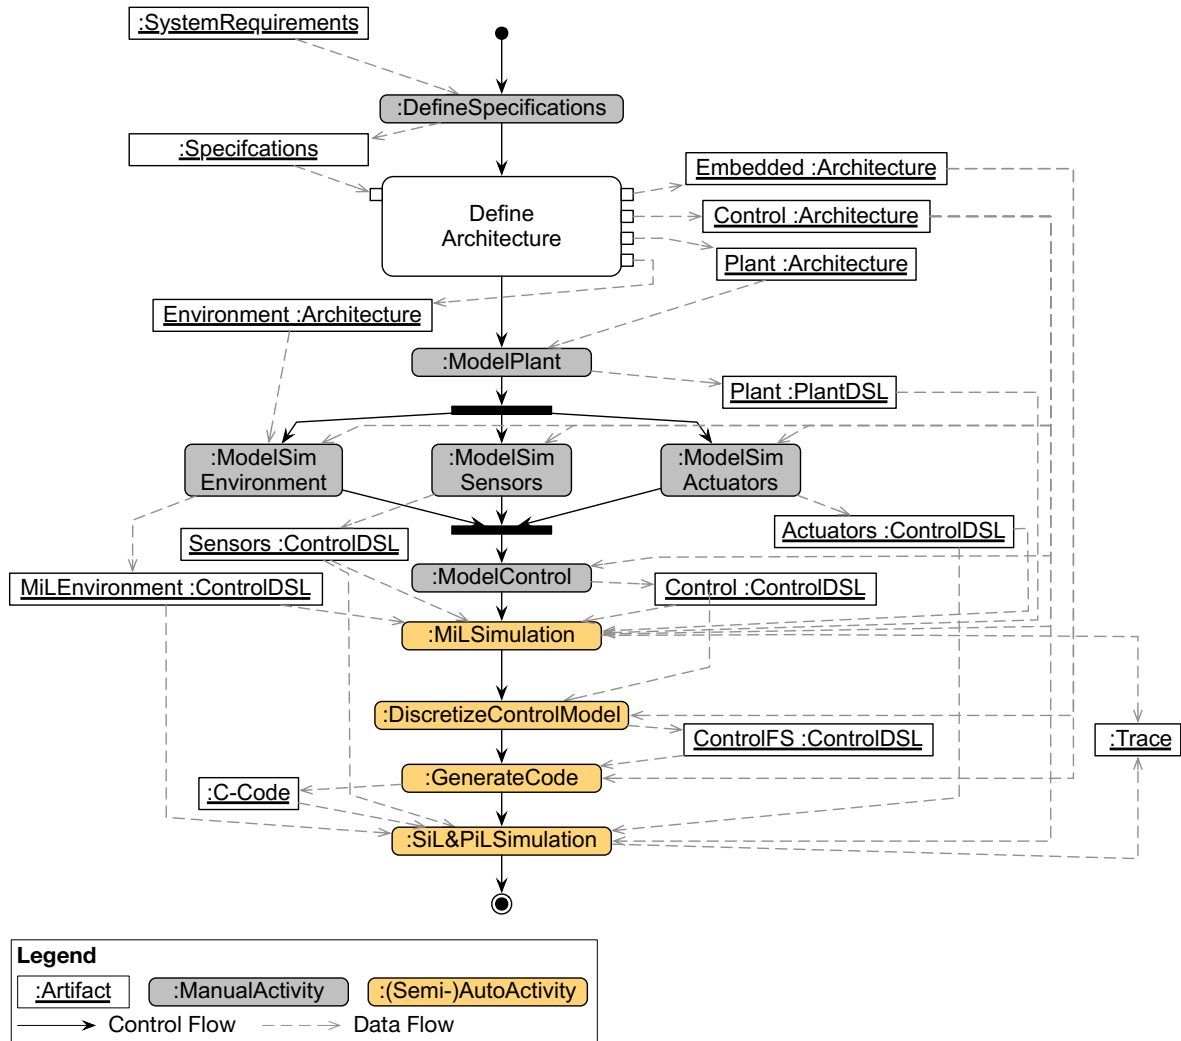 :SystemRequirements
:DefineSpecifications
:Specifcations
Define
Architecture
Embedded :Architecture
Control :Architecture
Plant :Architecture
Environment :Architecture
:ModelPlant
Plant :PlantDSL
:ModelSim
Environment
:ModelSim
Sensors
:ModelSim
Actuators
Sensors :ControlDSL
Actuators :ControlDSL
MiLEnvironment :ControlDSL
:ModelControl
Control :ControlDSL
:MiLSimulation
:DiscretizeControlModel
ControlFS :ControlDSL
:Trace
:GenerateCode
:C-Code
:SiL&PiLSimulation
Legend
:Artifact
:ManualActivity
:(Semi-)AutoActivity
Control Flow
Data Flow